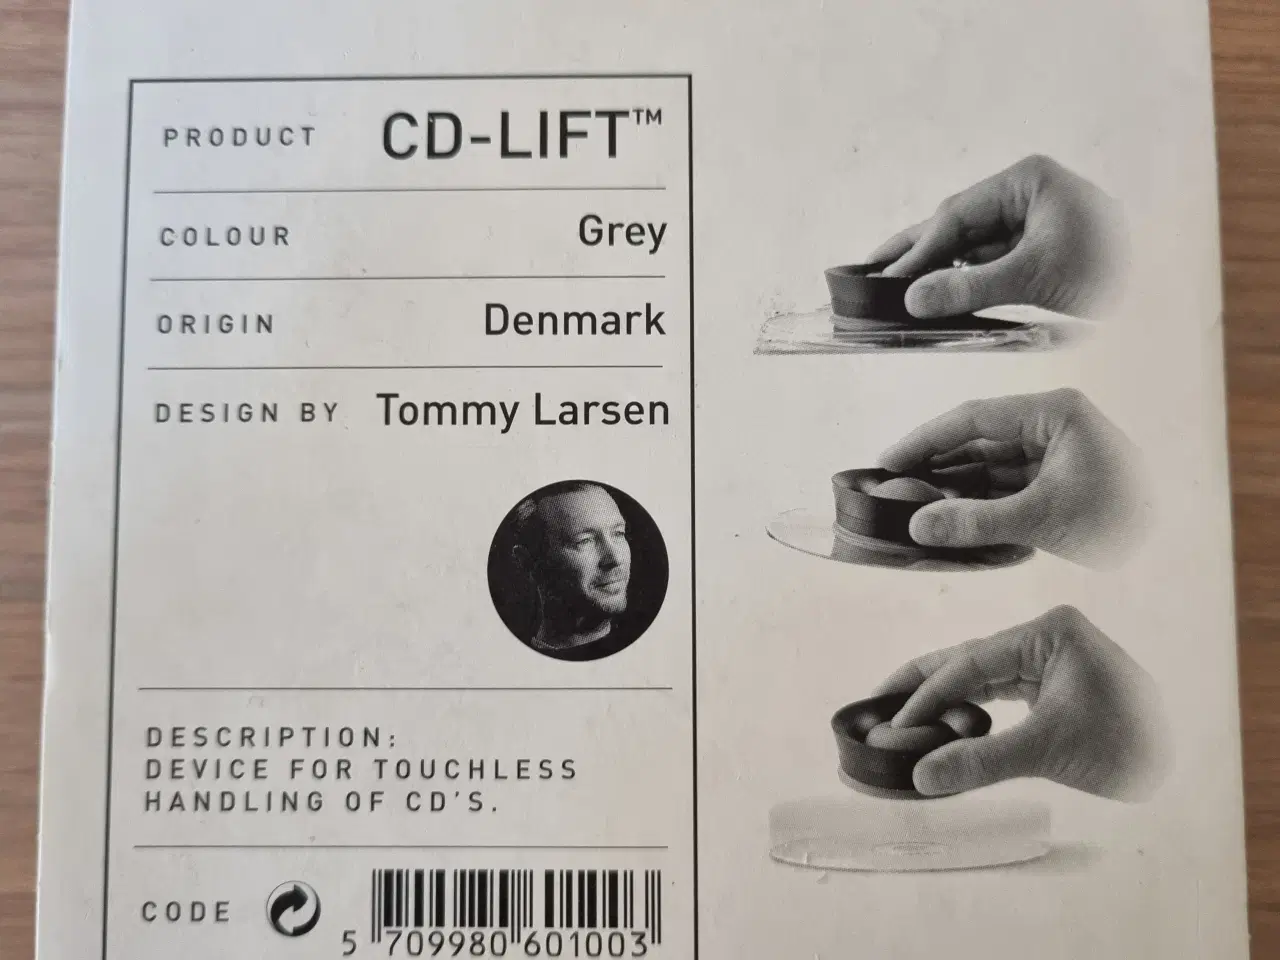 PRODUCT CD-LIFT™
COLOUR Grey
ORIGIN Denmark
DESIGN BY Tommy Larsen
DESCRIPTION:
DEVICE FOR TOUCHLESS
HANDLING OF CD'S.
CODE
5 709980 601003